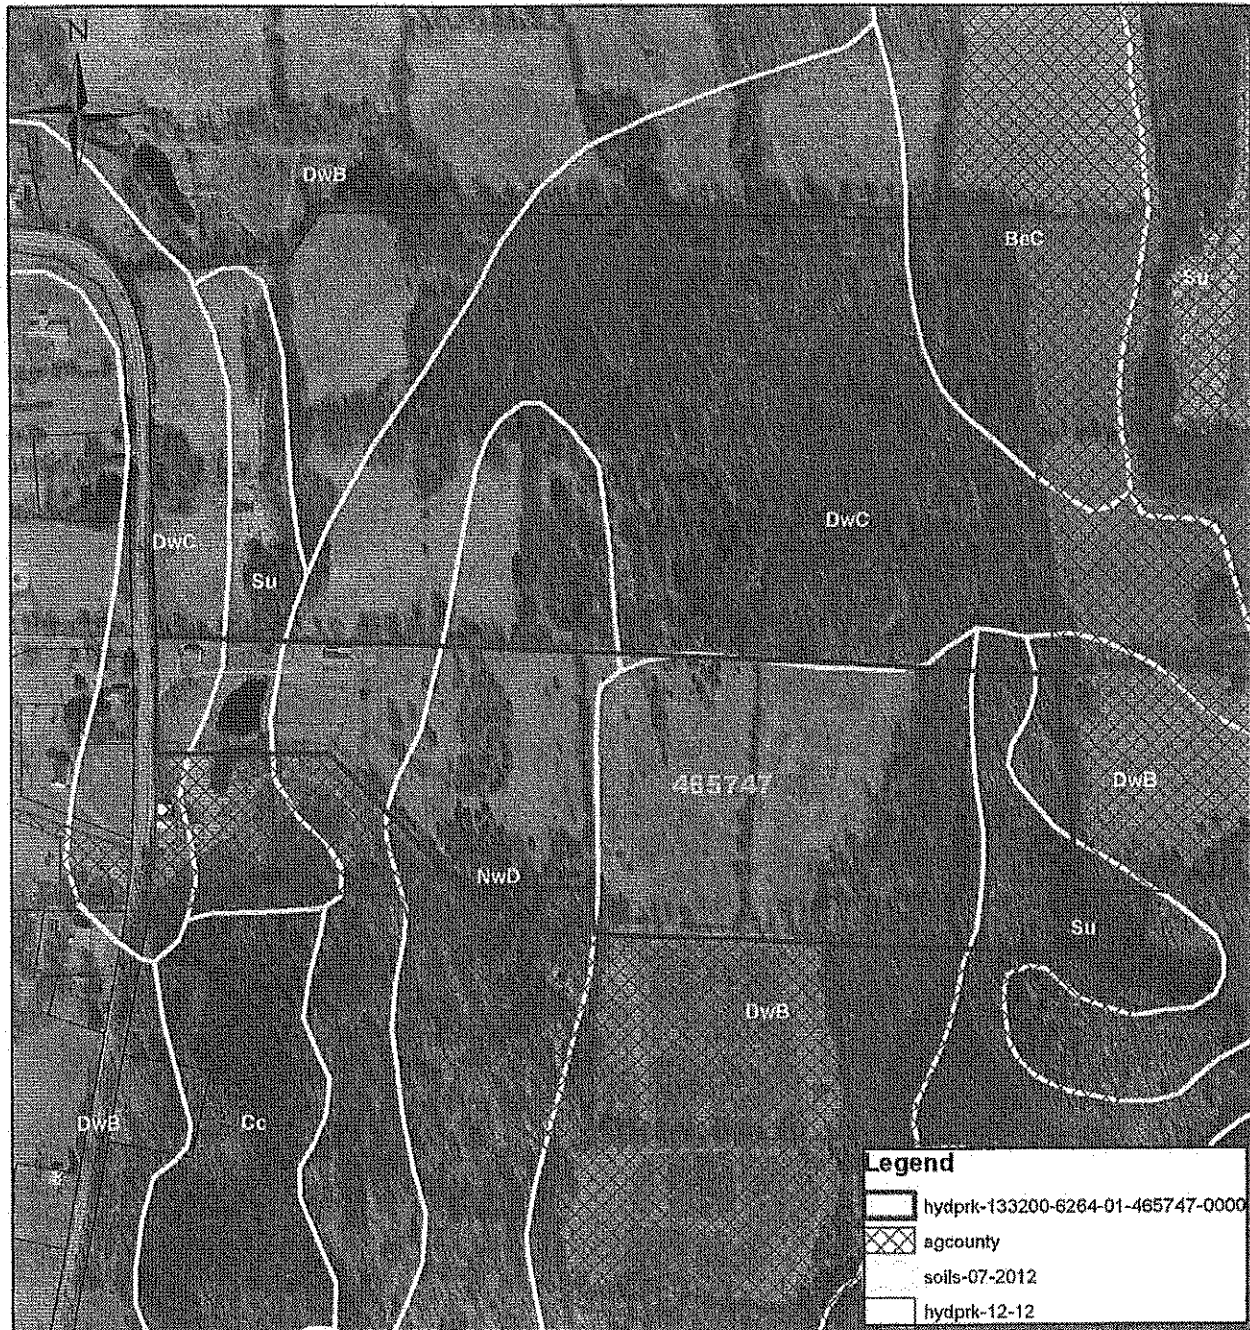 N
DwB
BnC
Su
DwC
DwC
Su
465747
DwB
NwD
Su
DwB
DwB
Cc
Legend
hydprk-133200-6264-01-465747-0000
agcounty
soils-07-2012
hydprk-12-12